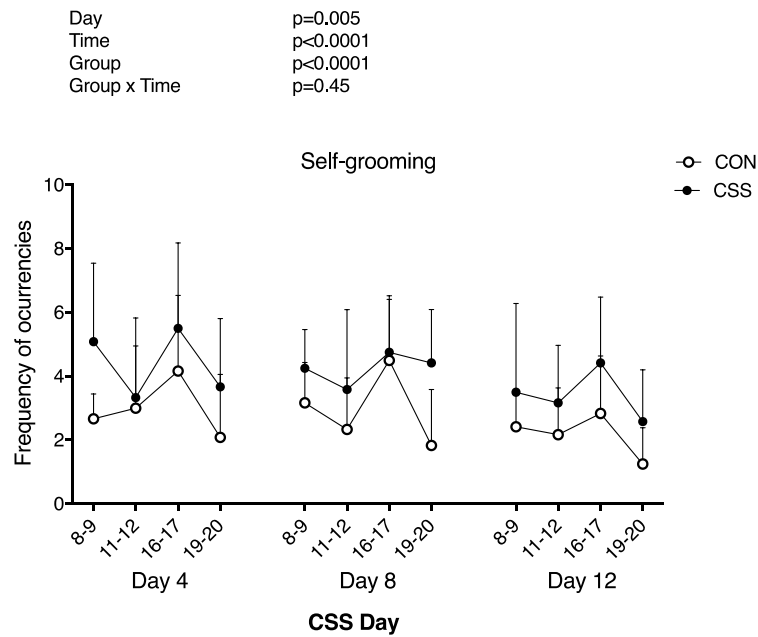 Day p=0.005
Time p<0.0001
Group p<0.0001
Group x Time p=0.45
Self-grooming
CON
CSS
Frequency of ocurrencies
10
8
6
4
2
0
8-9 11-12 16-17 19-20 8-9 11-12 16-17 19-20 8-9 11-12 16-17 19-20
Day 4 Day 8 Day 12
CSS Day